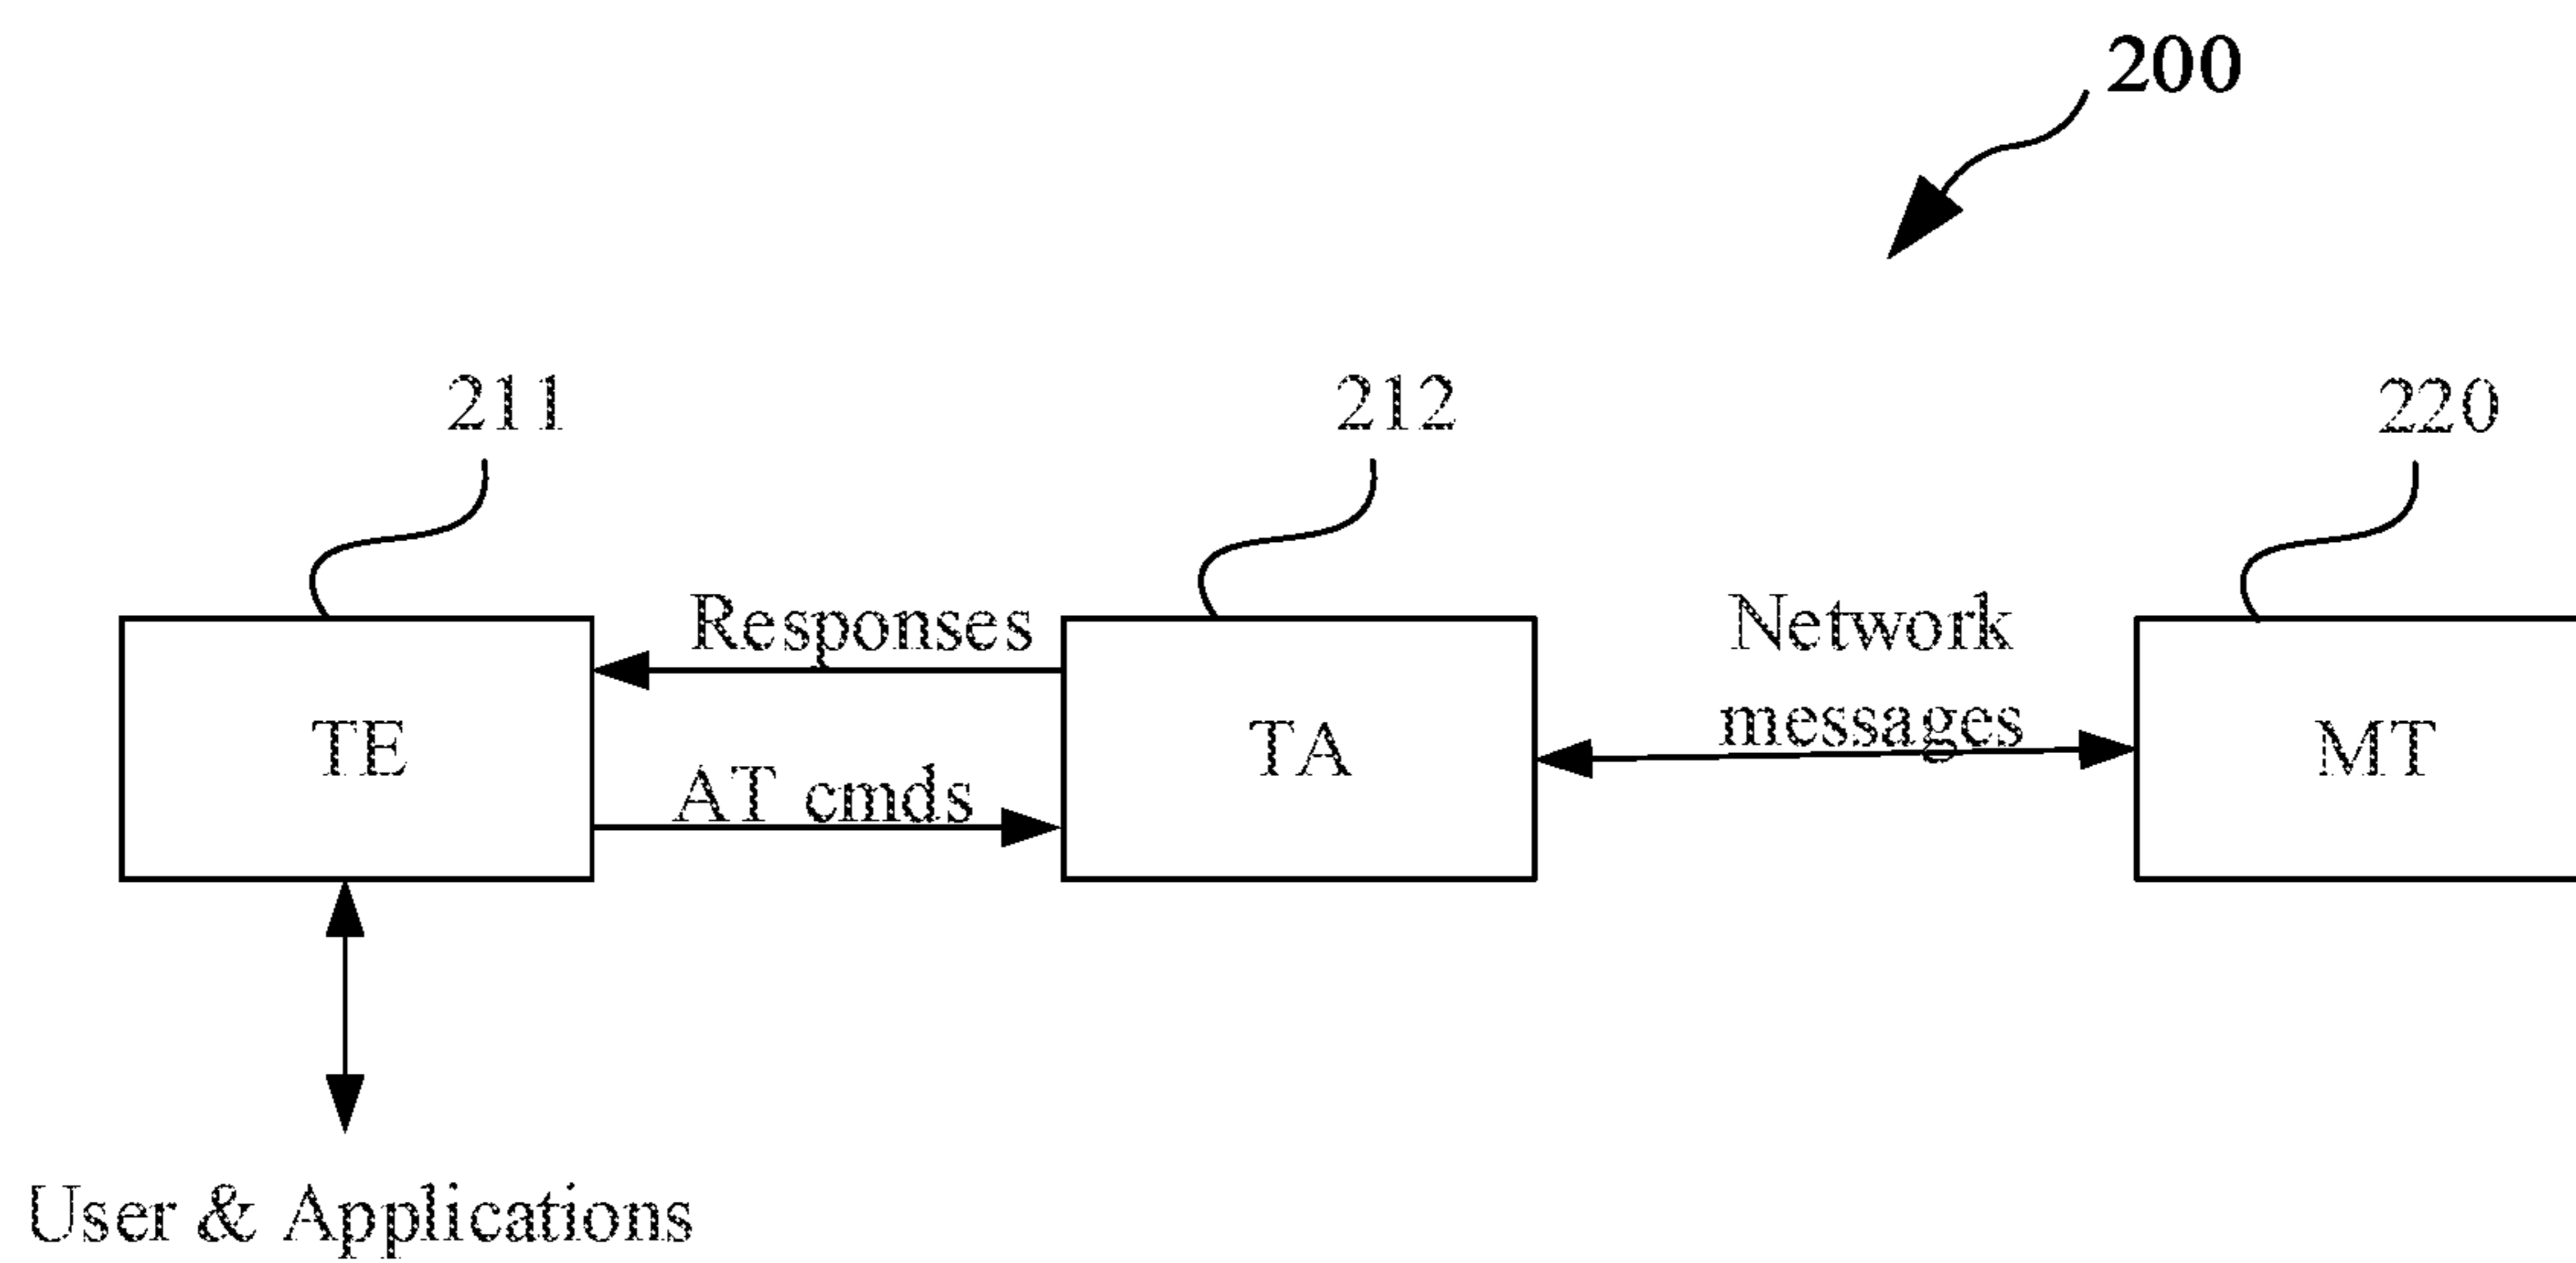 200
211
212
220
Responses
Network
messages
TE
TA
MT
AT cmds
User & Applications